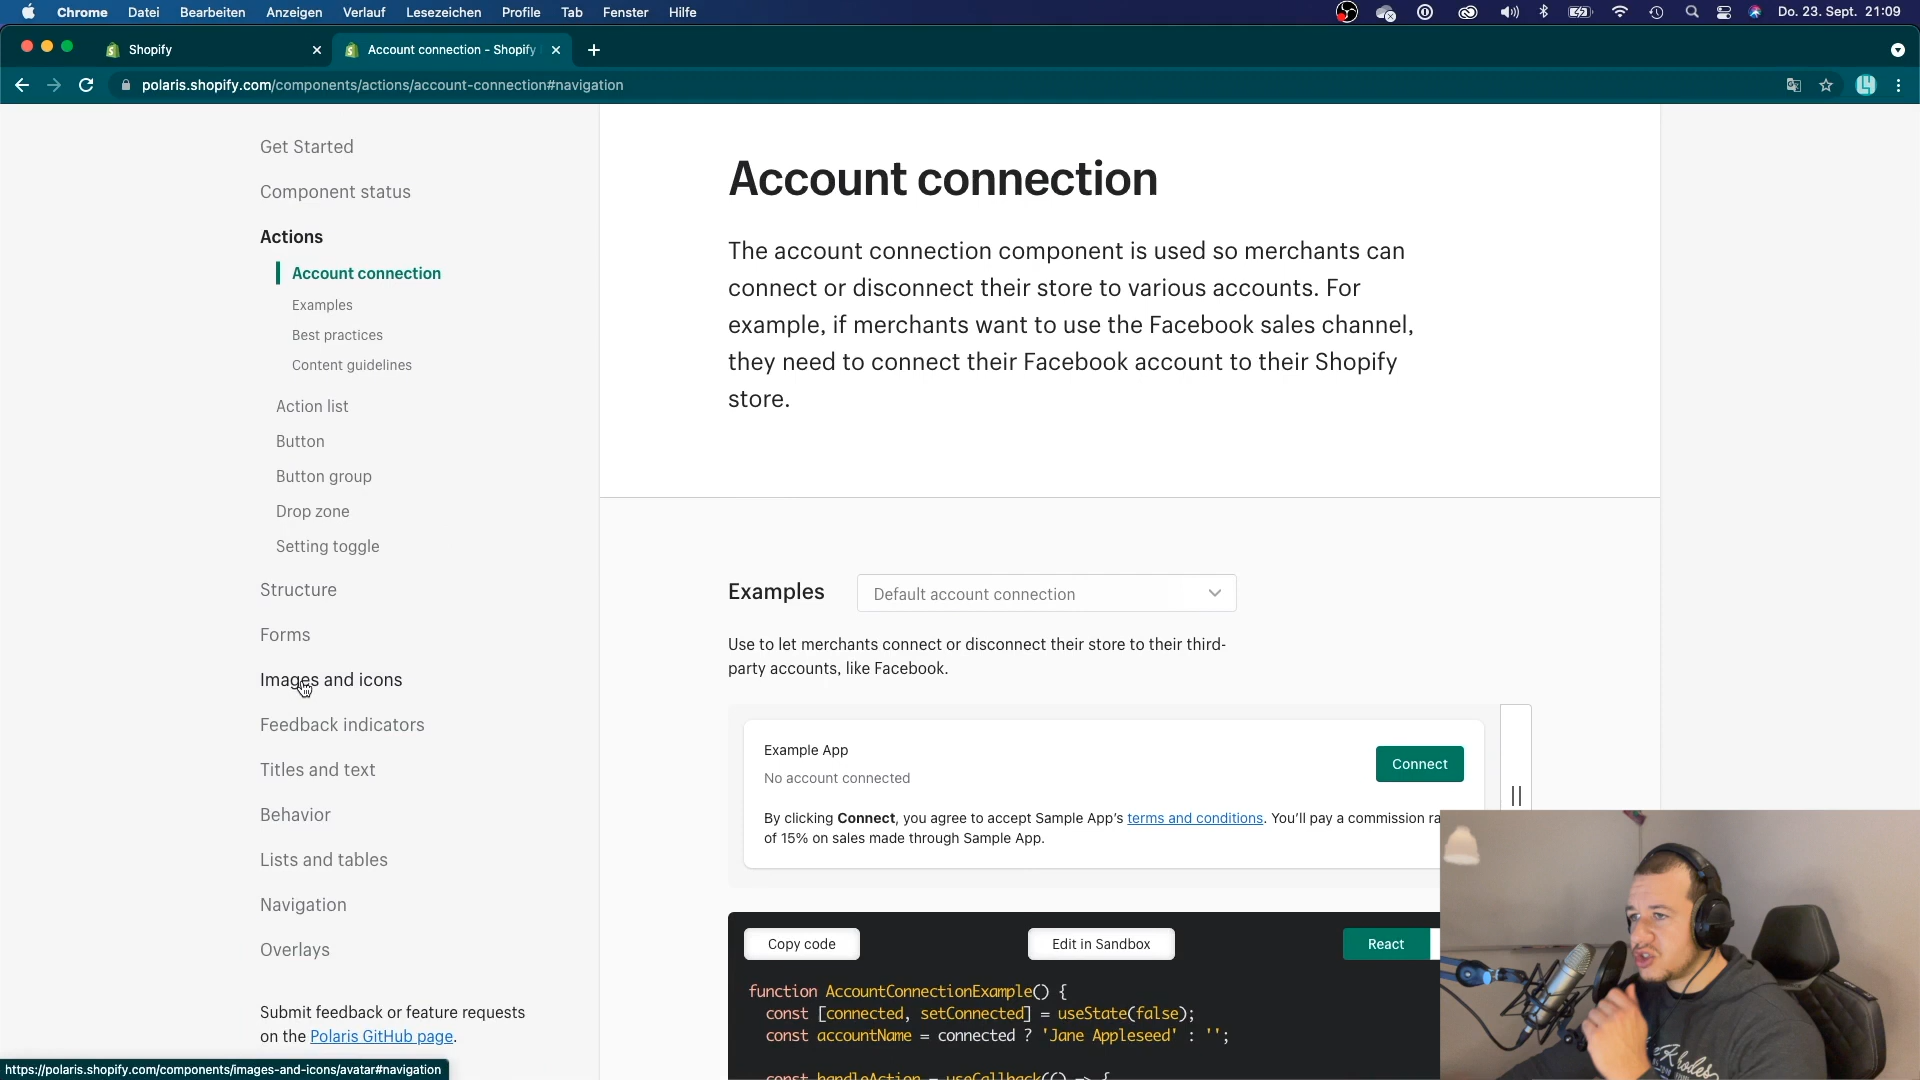 Chrome Datei Bearbeiten Anzeigen Verlauf Lesezeichen Profile Tab Fenster Hilfe
Do. 23. Sept. 21:09
Shopify
Account connection - Shopify
polaris.shopify.com/components/actions/account-connection#navigation
Get Started
Component status
Actions
Account connection
Examples
Best practices
Content guidelines
Action list
Button
Button group
Drop zone
Setting toggle
Structure
Forms
Images and icons
Feedback indicators
Titles and text
Behavior
Lists and tables
Navigation
Overlays
Submit feedback or feature requests
on the Polaris GitHub page.
https://polaris.shopify.com/components/images-and-icons/avatar#navigation
Account connection
The account connection component is used so merchants can
connect or disconnect their store to various accounts. For
example, if merchants want to use the Facebook sales channel,
they need to connect their Facebook account to their Shopify
store.
Examples
Default account connection
Use to let merchants connect or disconnect their store to their third-
party accounts, like Facebook.
Example App
No account connected
Connect
By clicking Connect, you agree to accept Sample App's terms and conditions. You'll pay a commission ra
of 15% on sales made through Sample App.
Copy code
Edit in Sandbox
React
function AccountConnectionExample() {
const [connected, setConnected] = useState(false);
const accountName = connected ? 'Jane Appleseed' : '';
const handleAction = useCallback(() => {